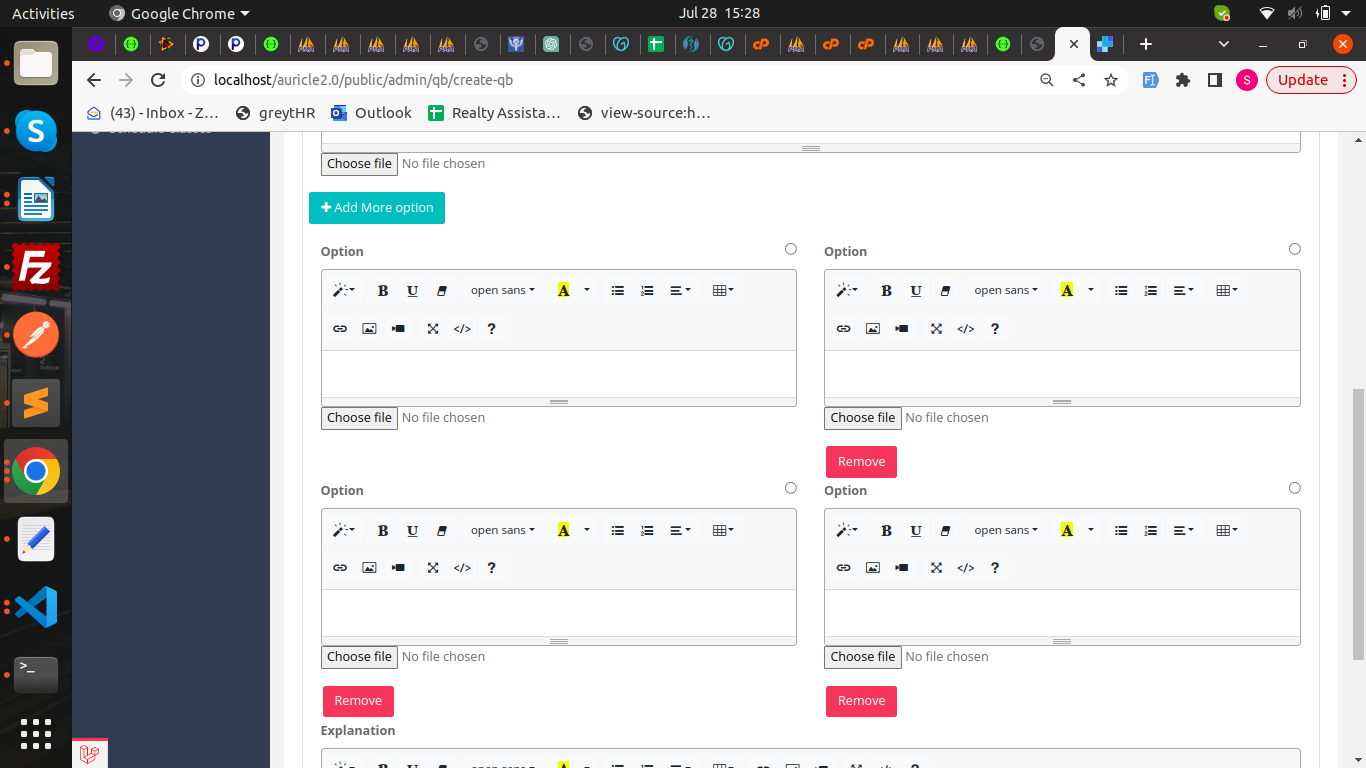 Activities
Google Chrome
Jul 28 15:28
Update
localhost/auricle2.0/public/admin/qb/create-qb
(43) - Inbox - Z…
greytHR
Outlook
Realty Assista…
view-source:h…
Schedule Classes
Choose file No file chosen
Add More option
Option
Option
B U open sans A
</> ?
B U open sans A
</> ?
Choose file No file chosen
Choose file No file chosen
Remove
Option
Option
B U open sans A
</> ?
B U open sans A
</> ?
Choose file No file chosen
Choose file No file chosen
Remove
Remove
Explanation